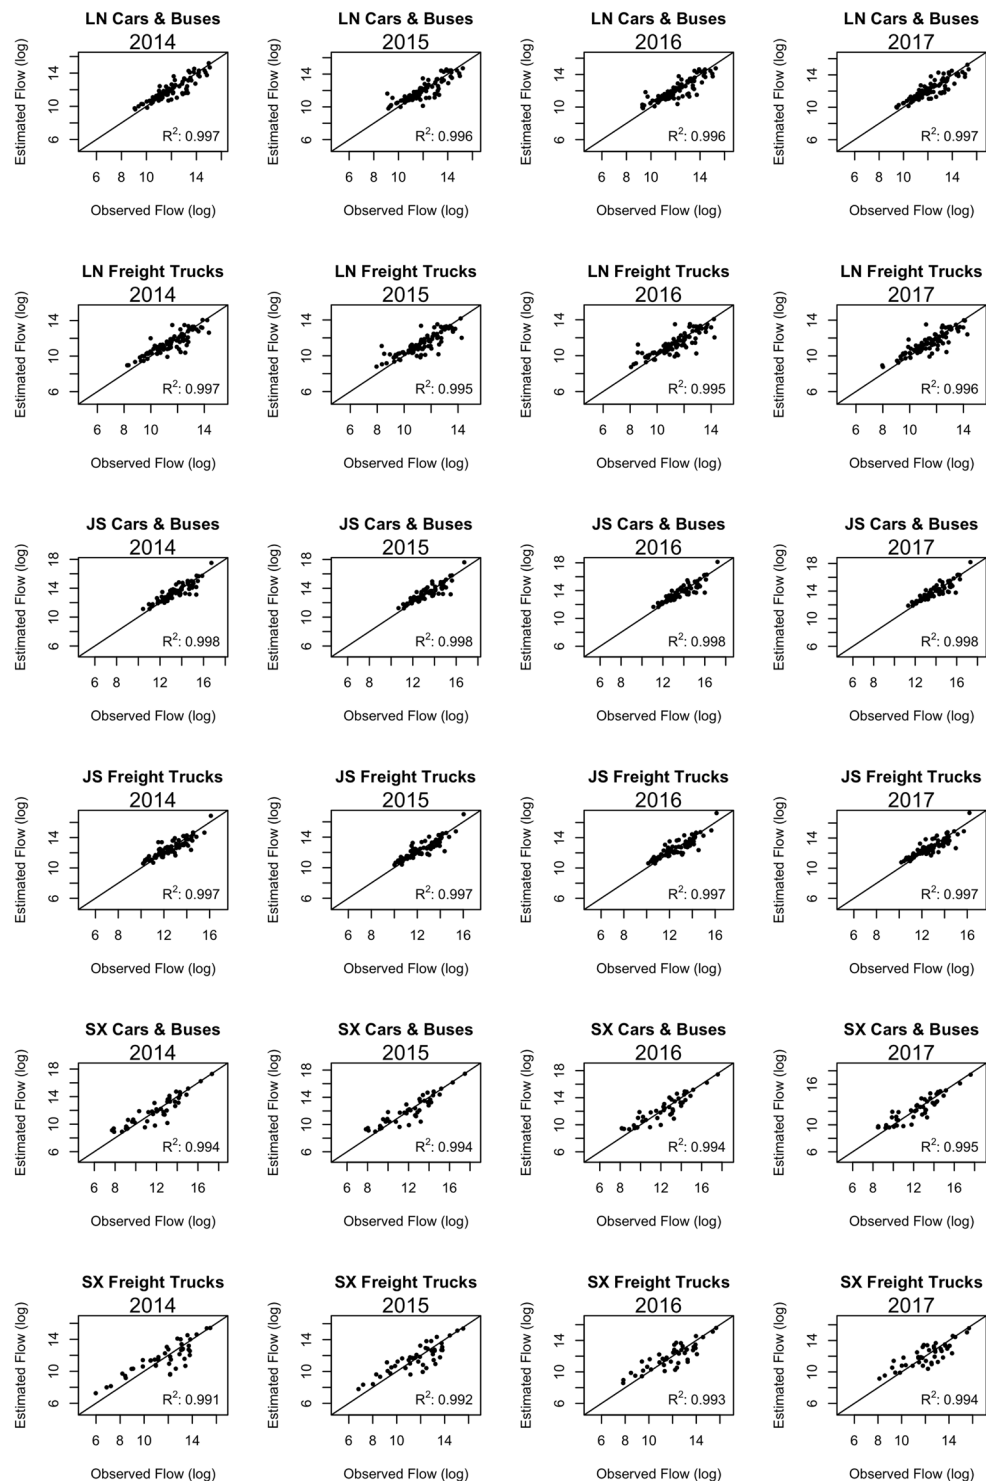 LN Cars & Buses
2014
Estimated Flow (log)
14
10
6
R²: 0.997
6 8 10 14
Observed Flow (log)
LN Cars & Buses
2015
Estimated Flow (log)
14
10
6
R²: 0.996
6 8 10 14
Observed Flow (log)
LN Cars & Buses
2016
Estimated Flow (log)
14
10
6
R²: 0.996
6 8 10 14
Observed Flow (log)
LN Cars & Buses
2017
Estimated Flow (log)
14
10
6
R²: 0.997
6 8 10 14
Observed Flow (log)
LN Freight Trucks
2014
Estimated Flow (log)
14
10
6
R²: 0.997
6 8 10 14
Observed Flow (log)
LN Freight Trucks
2015
Estimated Flow (log)
14
10
6
R²: 0.995
6 8 10 14
Observed Flow (log)
LN Freight Trucks
2016
Estimated Flow (log)
14
10
6
R²: 0.995
6 8 10 14
Observed Flow (log)
LN Freight Trucks
2017
Estimated Flow (log)
14
10
6
R²: 0.996
6 8 10 14
Observed Flow (log)
JS Cars & Buses
2014
Estimated Flow (log)
18
14
10
6
R²: 0.998
6 8 12 16
Observed Flow (log)
JS Cars & Buses
2015
Estimated Flow (log)
18
14
10
6
R²: 0.998
6 8 12 16
Observed Flow (log)
JS Cars & Buses
2016
Estimated Flow (log)
18
14
10
6
R²: 0.998
6 8 12 16
Observed Flow (log)
JS Cars & Buses
2017
Estimated Flow (log)
18
14
10
6
R²: 0.998
6 8 12 16
Observed Flow (log)
JS Freight Trucks
2014
Estimated Flow (log)
14
10
6
R²: 0.997
6 8 12 16
Observed Flow (log)
JS Freight Trucks
2015
Estimated Flow (log)
14
10
6
R²: 0.997
6 8 12 16
Observed Flow (log)
JS Freight Trucks
2016
Estimated Flow (log)
14
10
6
R²: 0.997
6 8 12 16
Observed Flow (log)
JS Freight Trucks
2017
Estimated Flow (log)
14
10
6
R²: 0.997
6 8 12 16
Observed Flow (log)
SX Cars & Buses
2014
Estimated Flow (log)
18
14
10
6
R²: 0.994
6 8 12 16
Observed Flow (log)
SX Cars & Buses
2015
Estimated Flow (log)
18
14
10
6
R²: 0.994
6 8 12 16
Observed Flow (log)
SX Cars & Buses
2016
Estimated Flow (log)
18
14
10
6
R²: 0.994
6 8 12 16
Observed Flow (log)
SX Cars & Buses
2017
Estimated Flow (log)
16
10
6
R²: 0.995
6 8 12 16
Observed Flow (log)
SX Freight Trucks
2014
Estimated Flow (log)
14
10
6
R²: 0.991
6 8 10 14
Observed Flow (log)
SX Freight Trucks
2015
Estimated Flow (log)
14
10
6
R²: 0.992
6 8 10 14
Observed Flow (log)
SX Freight Trucks
2016
Estimated Flow (log)
14
10
6
R²: 0.993
6 8 10 14
Observed Flow (log)
SX Freight Trucks
2017
Estimated Flow (log)
14
10
6
R²: 0.994
6 8 10 14
Observed Flow (log)